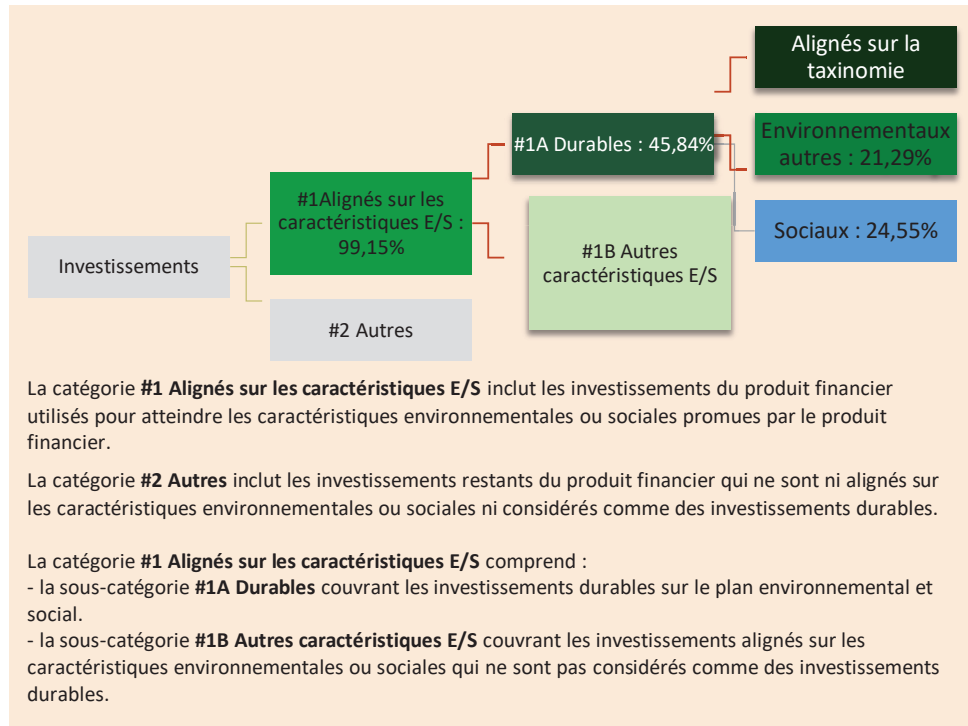 Alignés sur la
taxinomie
#1A Durables : 45,84%
Environnementaux
autres : 21,29%
#1Alignés sur les
caractéristiques E/S :
99,15%
Sociaux : 24,55%
Investissements
#1B Autres
caractéristiques E/S
#2 Autres
La catégorie #1 Alignés sur les caractéristiques E/S inclut les investissements du produit financier
utilisés pour atteindre les caractéristiques environnementales ou sociales promues par le produit
financier.
La catégorie #2 Autres inclut les investissements restants du produit financier qui ne sont ni alignés sur
les caractéristiques environnementales ou sociales ni considérés comme des investissements durables.
La catégorie #1 Alignés sur les caractéristiques E/S comprend :
- la sous-catégorie #1A Durables couvrant les investissements durables sur le plan environnemental et
social.
- la sous-catégorie #1B Autres caractéristiques E/S couvrant les investissements alignés sur les
caractéristiques environnementales ou sociales qui ne sont pas considérés comme des investissements
durables.